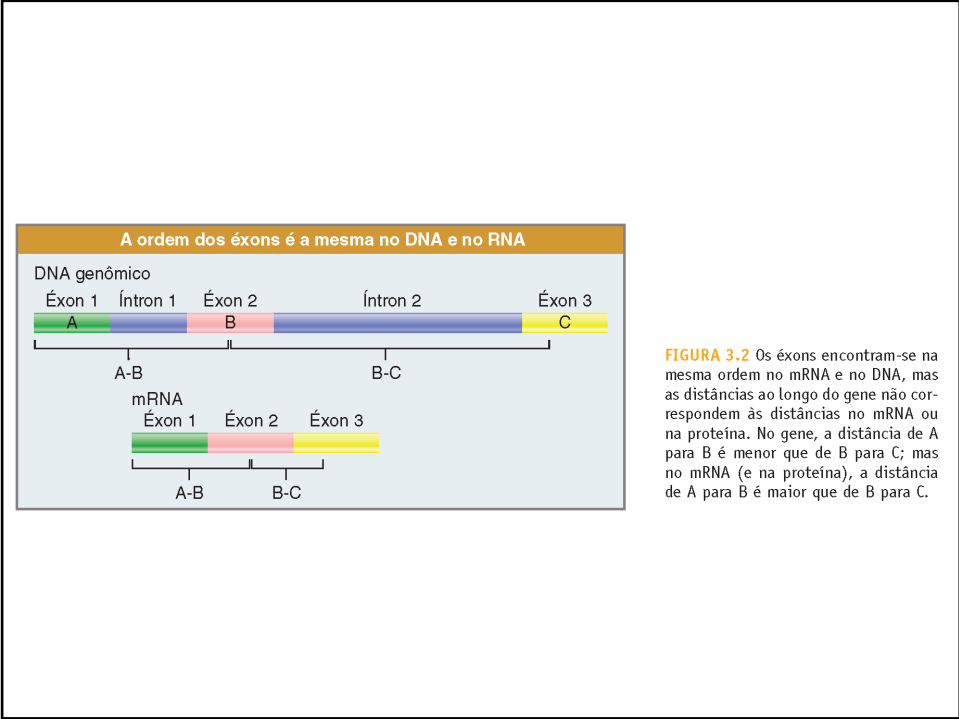 A ordem dos éxons é a mesma no DNA e no RNA
DNA genômico
Éxon 1 Íntron 1 Éxon 2 Íntron 2 Éxon 3
A B C
A-B B-C
mRNA
Éxon 1 Éxon 2 Éxon 3
A-B B-C
FIGURA 3.2 Os éxons encontram-se na
mesma ordem no mRNA e no DNA, mas
as distâncias ao longo do gene não cor-
respondem às distâncias no mRNA ou
na proteína. No gene, a distância de A
para B é menor que de B para C; mas
no mRNA (e na proteína), a distância
de A para B é maior que de B para C.